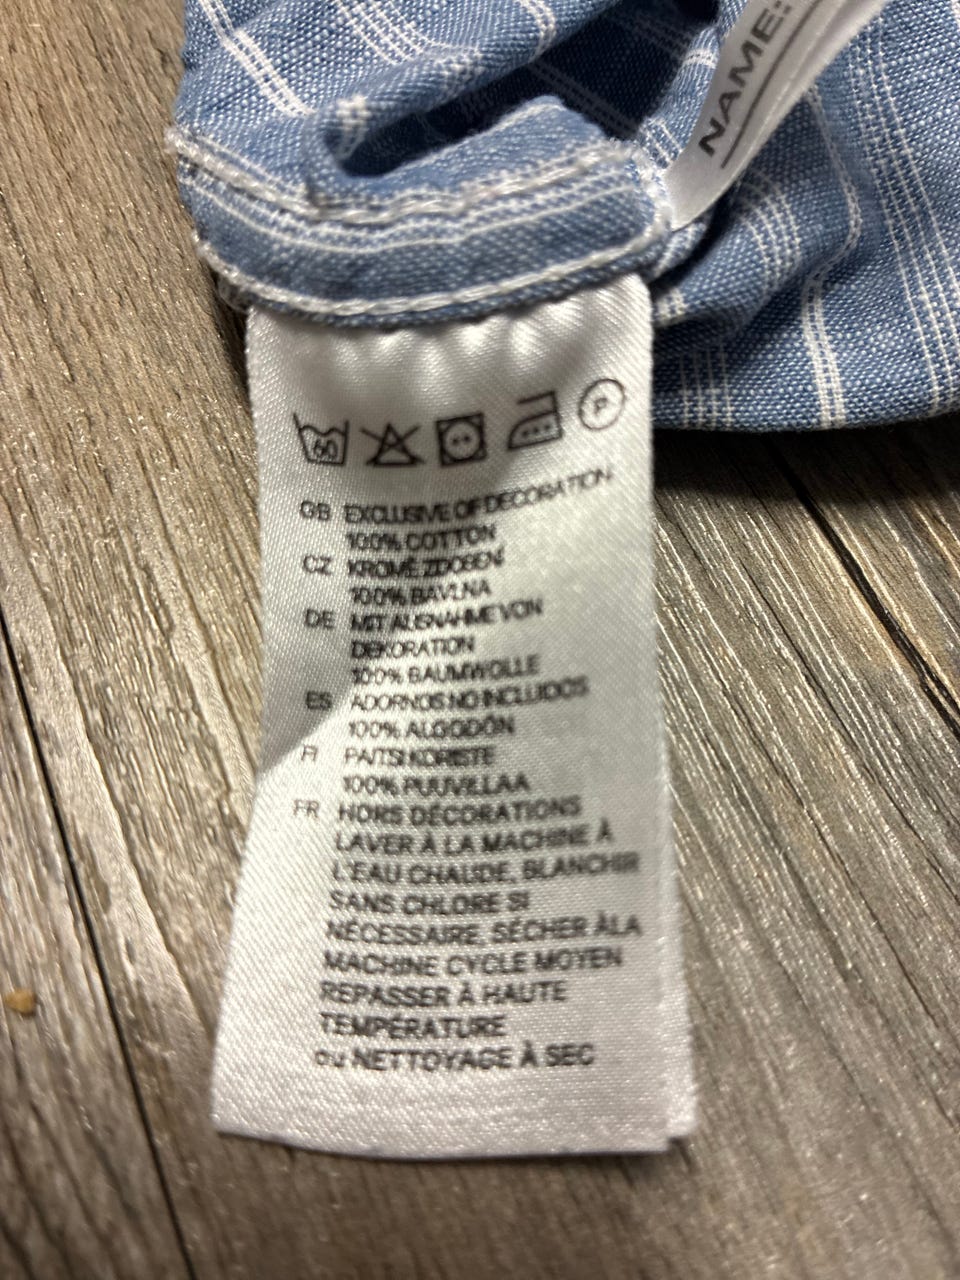 NAME:
60
P
GB EXCLUSIVE OF DECORATION
100% COTTON
CZ KROMĚ ZDOBENÍ
100% BAVLNA
DE MIT AUSNAHME VON
DEKORATION
100% BAUMWOLLE
ES ADORNOS NO INCLUIDOS
100% ALGODÓN
FI PAITSI KORISTE
100% PUUVILLAA
FR HORS DÉCORATIONS
LAVER À LA MACHINE À
L'EAU CHAUDE, BLANCHIR
SANS CHLORE SI
NÉCESSAIRE, SÉCHER ÀLA
MACHINE CYCLE MOYEN
REPASSER À HAUTE
TEMPÉRATURE
ou NETTOYAGE À SEC